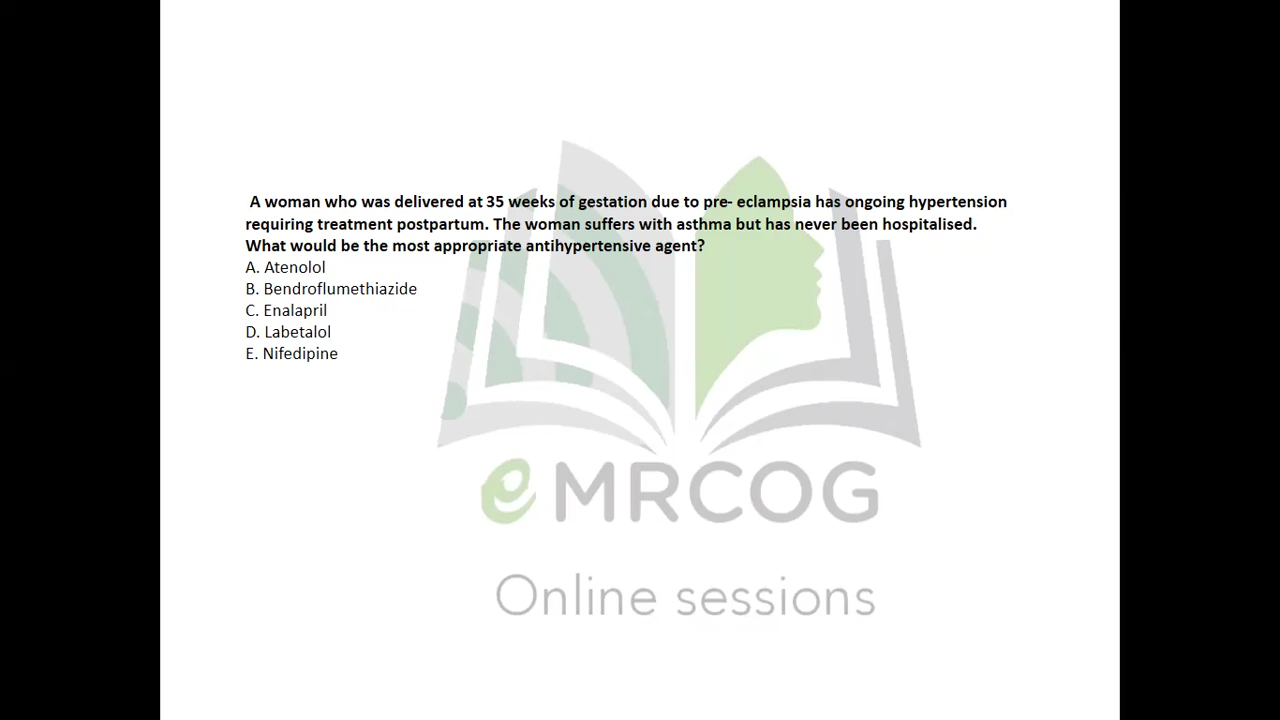 A woman who was delivered at 35 weeks of gestation due to pre- eclampsia has ongoing hypertension
requiring treatment postpartum. The woman suffers with asthma but has never been hospitalised.
What would be the most appropriate antihypertensive agent?
A. Atenolol
B. Bendroflumethiazide
C. Enalapril
D. Labetalol
E. Nifedipine
eMRCOG
Online sessions